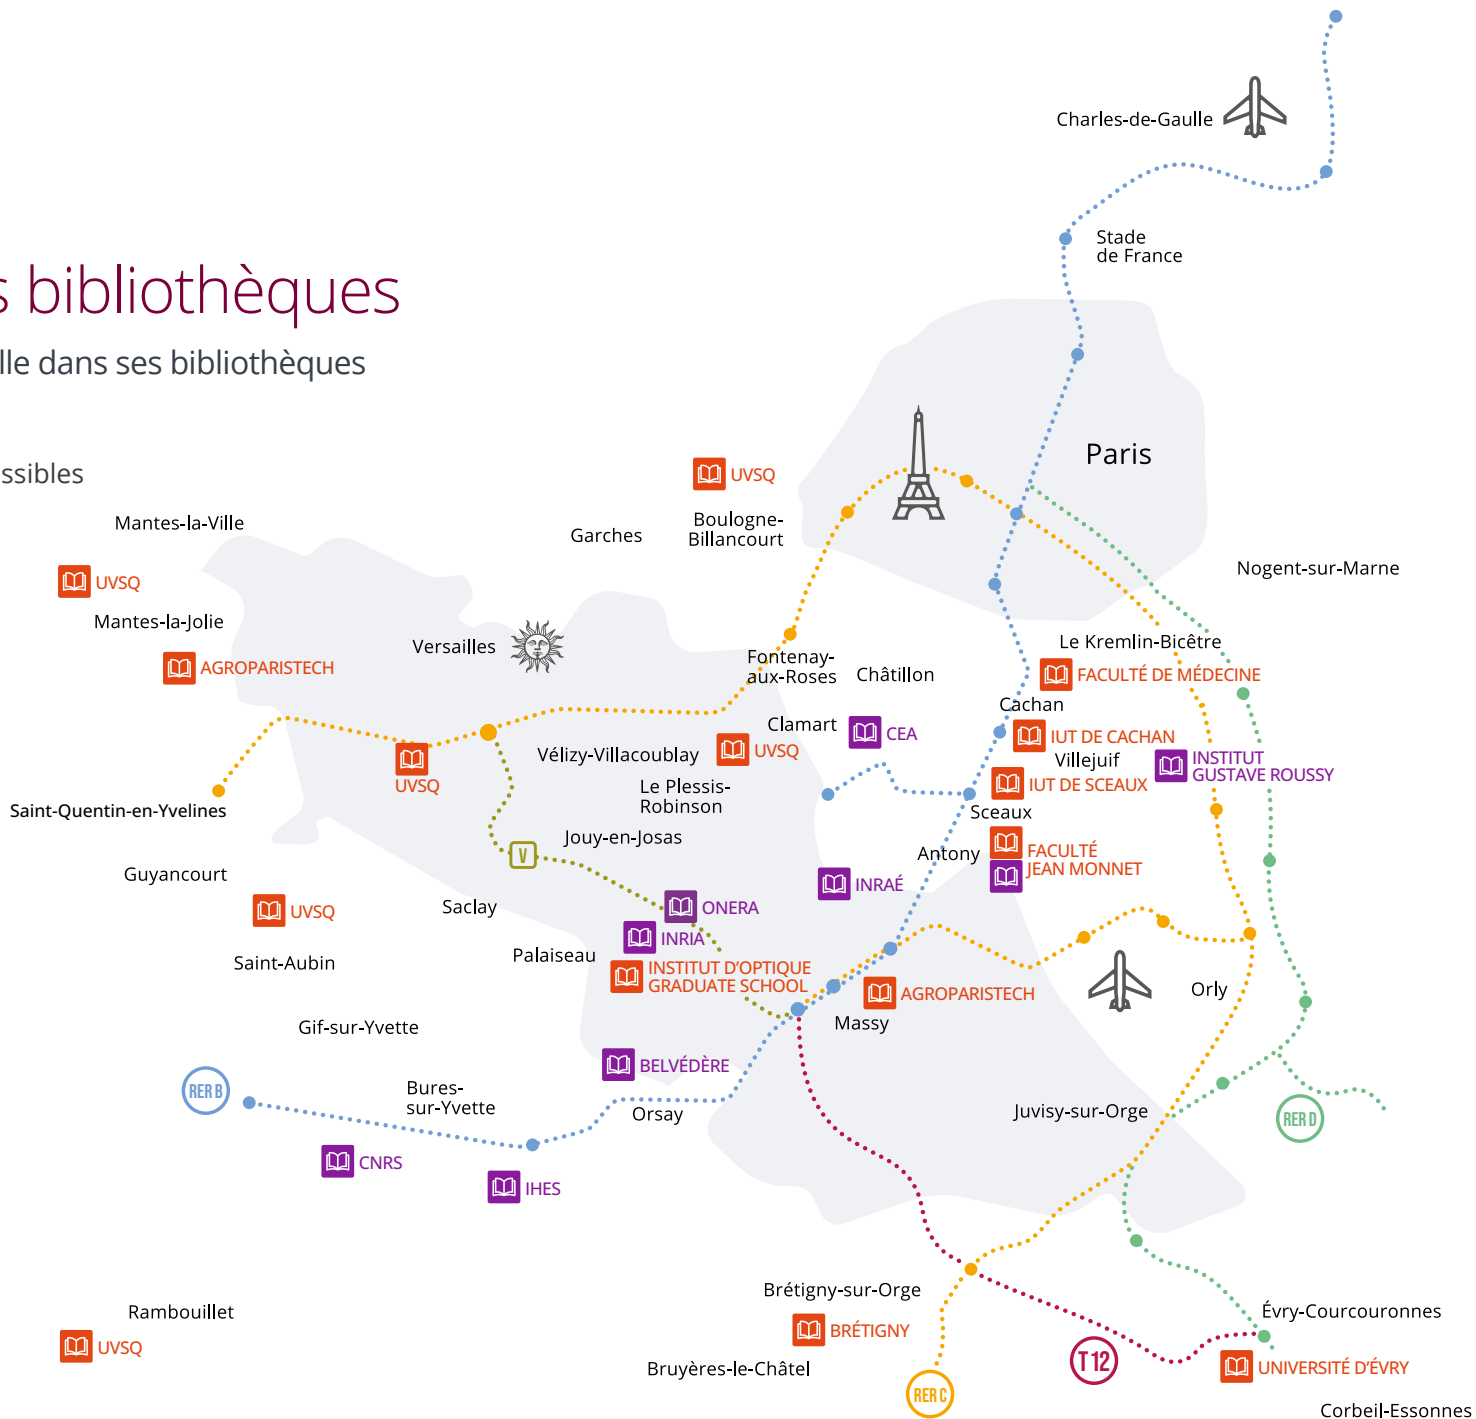 Charles-de-Gaulle
Stade
de France
s bibliothèques
lle dans ses bibliothèques
Paris
ssibles
UVSQ
Mantes-la-Ville
Boulogne-
Billancourt
Garches
Nogent-sur-Marne
UVSQ
Mantes-la-Jolie
Versailles
Le Kremlin-Bicêtre
Fontenay-
aux-Roses
Châtillon
AGROPARISTECH
FACULTÉ DE MÉDECINE
Cachan
Clamart
CEA
IUT DE CACHAN
Vélizy-Villacoublay
UVSQ
Villejuif
INSTITUT
GUSTAVE ROUSSY
UVSQ
Le Plessis-
Robinson
IUT DE SCEAUX
Saint-Quentin-en-Yvelines
Sceaux
Jouy-en-Josas
V
Antony
FACULTÉ
JEAN MONNET
Guyancourt
INRAÉ
UVSQ
Saclay
ONERA
INRIA
Palaiseau
Saint-Aubin
INSTITUT D'OPTIQUE
GRADUATE SCHOOL
AGROPARISTECH
Orly
Massy
Gif-sur-Yvette
BELVÉDÈRE
RER B
Bures-
sur-Yvette
Orsay
Juvisy-sur-Orge
RER D
CNRS
IHES
Brétigny-sur-Orge
Rambouillet
Évry-Courcouronnes
BRÉTIGNY
UVSQ
T 12
Bruyères-le-Châtel
UNIVERSITÉ D'ÉVRY
RER C
Corbeil-Essonnes